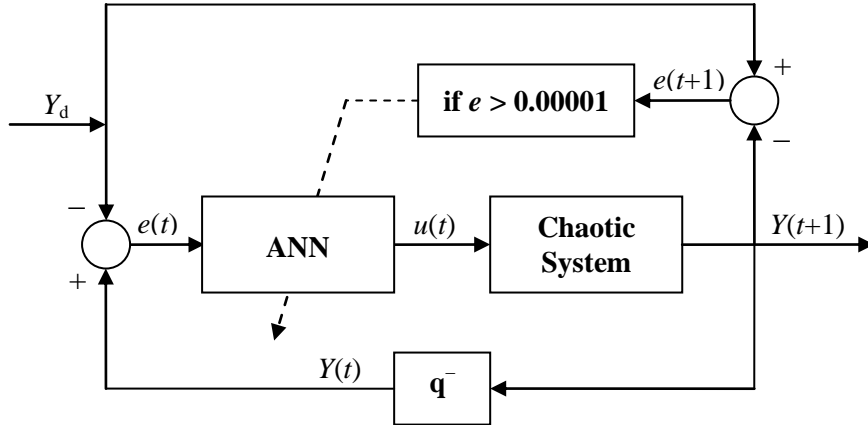 +
Y_d
if e > 0.00001
e(t+1)
−
−
e(t)
ANN
u(t)
Chaotic
System
Y(t+1)
+
Y(t)
q⁻